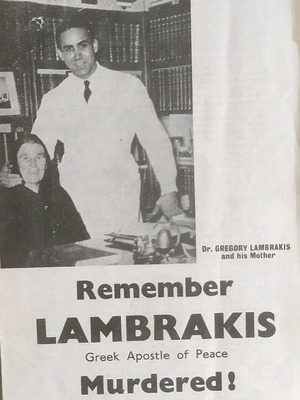 Dr. GREGORY LAMBRAKIS
and his Mother
Remember
LAMBRAKIS
Greek Apostle of Peace
Murdered!